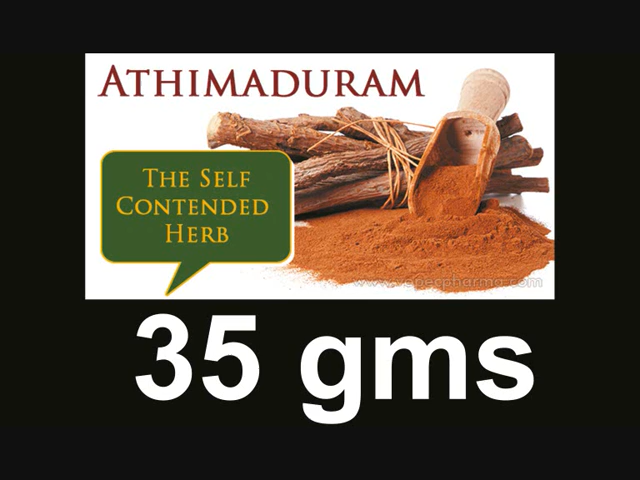 ATHIMADURAM
THE SELF
CONTENDED
HERB
35 gms